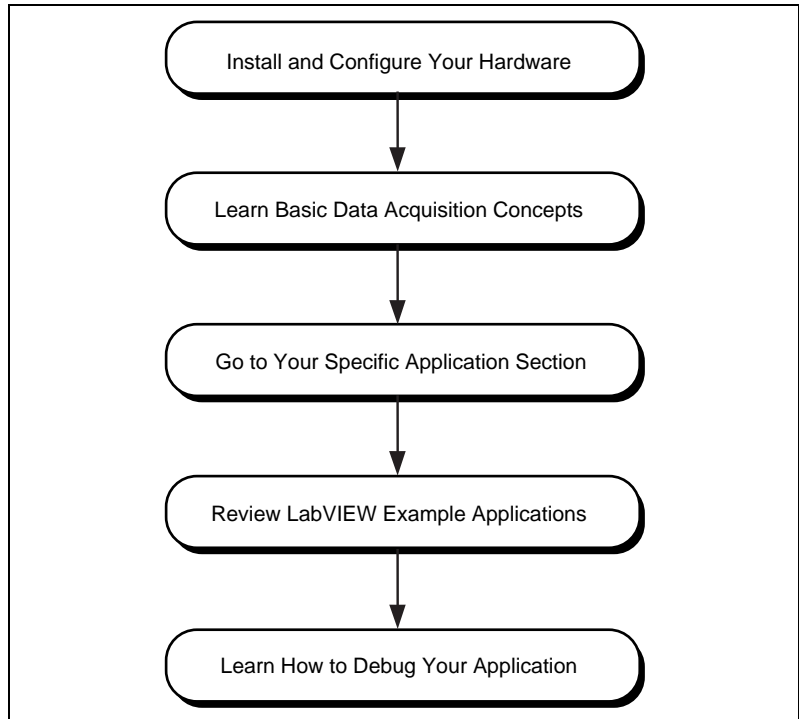 Install and Configure Your Hardware
Learn Basic Data Acquisition Concepts
Go to Your Specific Application Section
Review LabVIEW Example Applications
Learn How to Debug Your Application